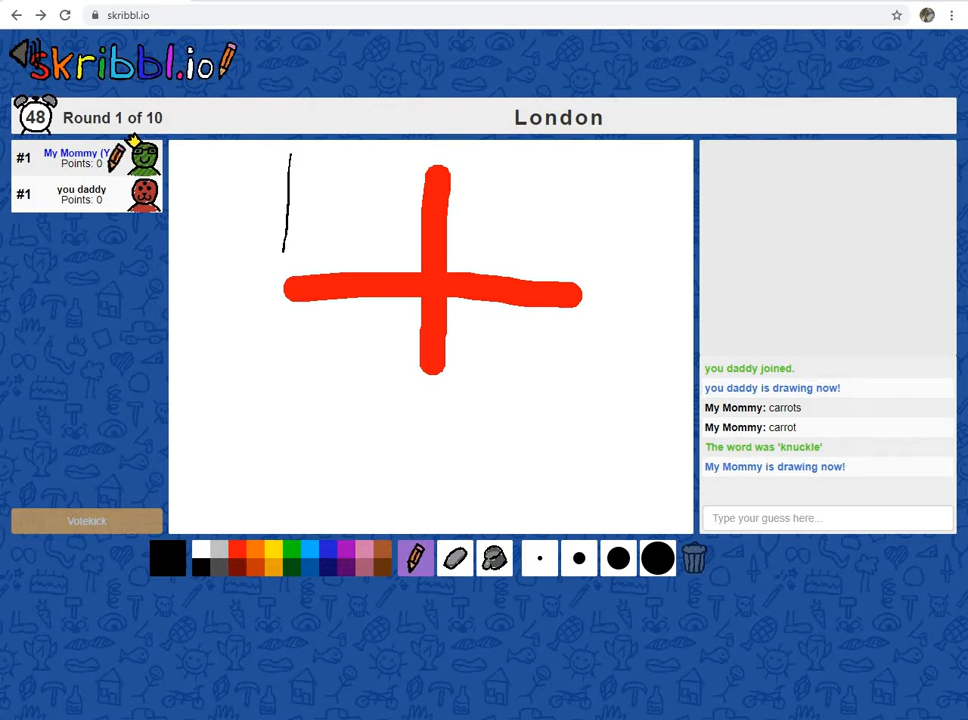 skribbl.io
skribbl.io!
48
Round 1 of 10
London
#1
My Mommy (Y
Points: 0
#1
you daddy
Points: 0
you daddy joined.
you daddy is drawing now!
My Mommy: carrots
My Mommy: carrot
The word was 'knuckle'
My Mommy is drawing now!
Votekick
Type your guess here...